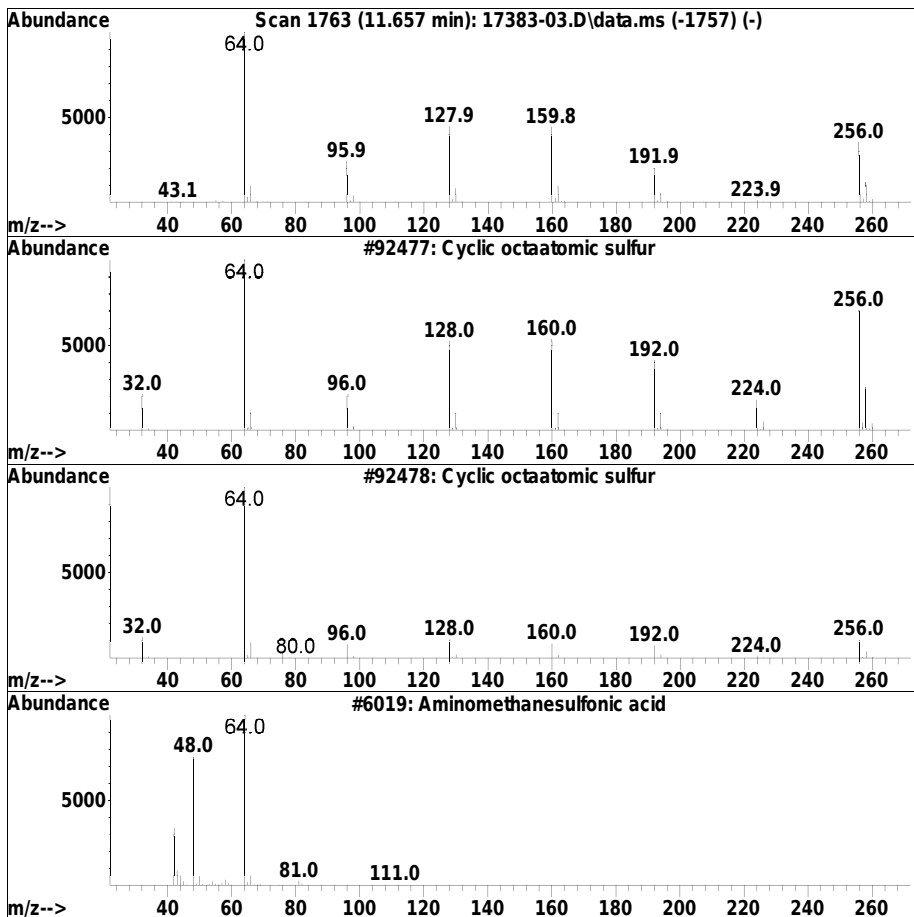 Abundance Scan 1763 (11.657 min): 17383-03.D\data.ms (-1757) (-)
64.0
5000
127.9 159.8
256.0
95.9
191.9
43.1 223.9
m/z--> 40 60 80 100 120 140 160 180 200 220 240 260
Abundance #92477: Cyclic octaatomic sulfur
64.0
256.0
5000
128.0 160.0
192.0
32.0 96.0 224.0
m/z--> 40 60 80 100 120 140 160 180 200 220 240 260
Abundance #92478: Cyclic octaatomic sulfur
64.0
5000
32.0 80.0 96.0 128.0 160.0 192.0 224.0 256.0
m/z--> 40 60 80 100 120 140 160 180 200 220 240 260
Abundance #6019: Aminomethanesulfonic acid
64.0
48.0
5000
81.0 111.0
m/z--> 40 60 80 100 120 140 160 180 200 220 240 260